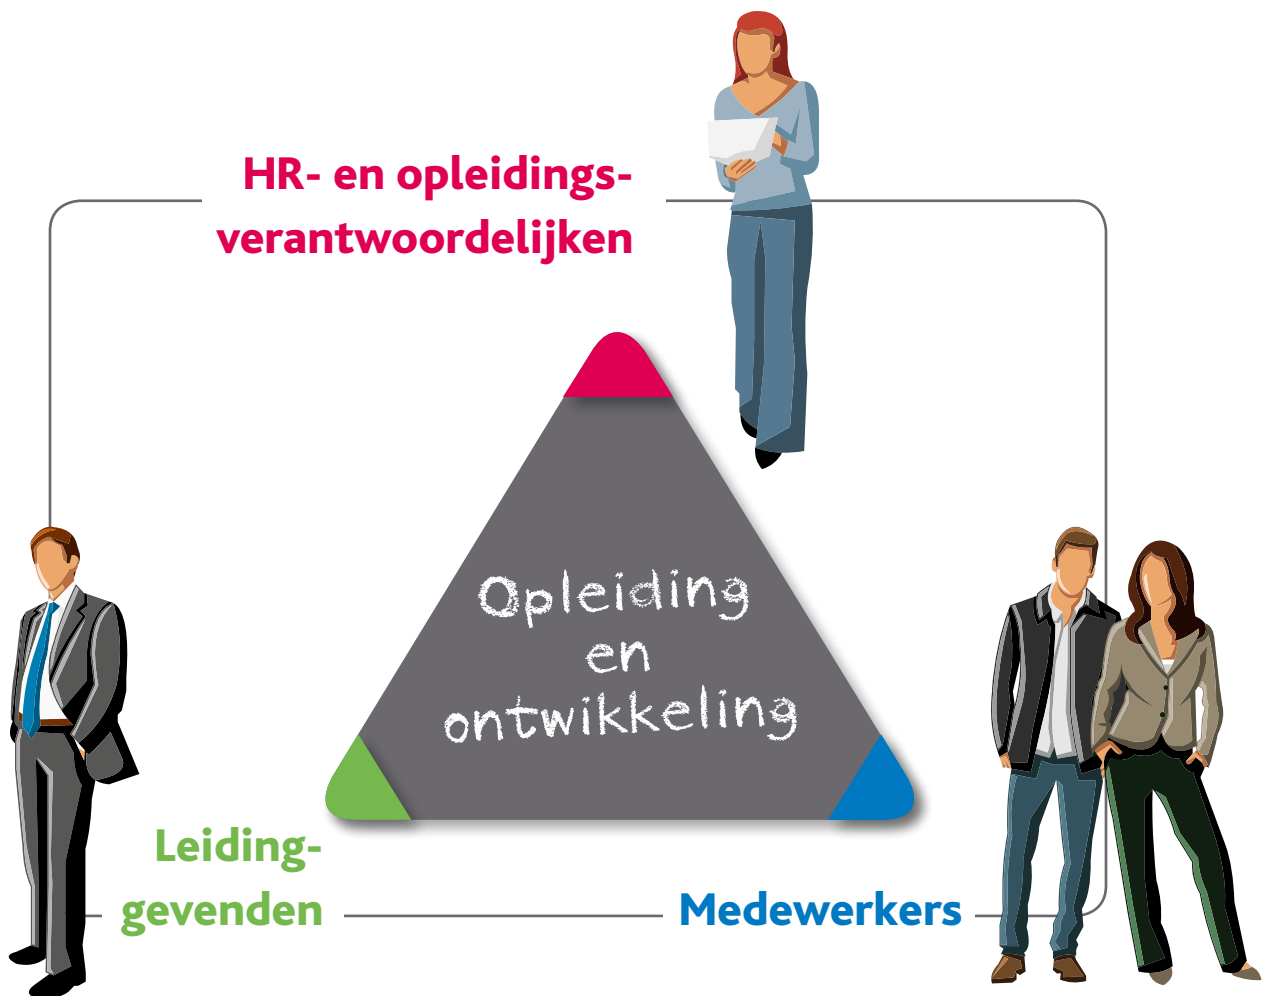 HR- en opleidings-
verantwoordelijken
Opleiding
en
ontwikkeling
Leiding-
gevenden
Medewerkers